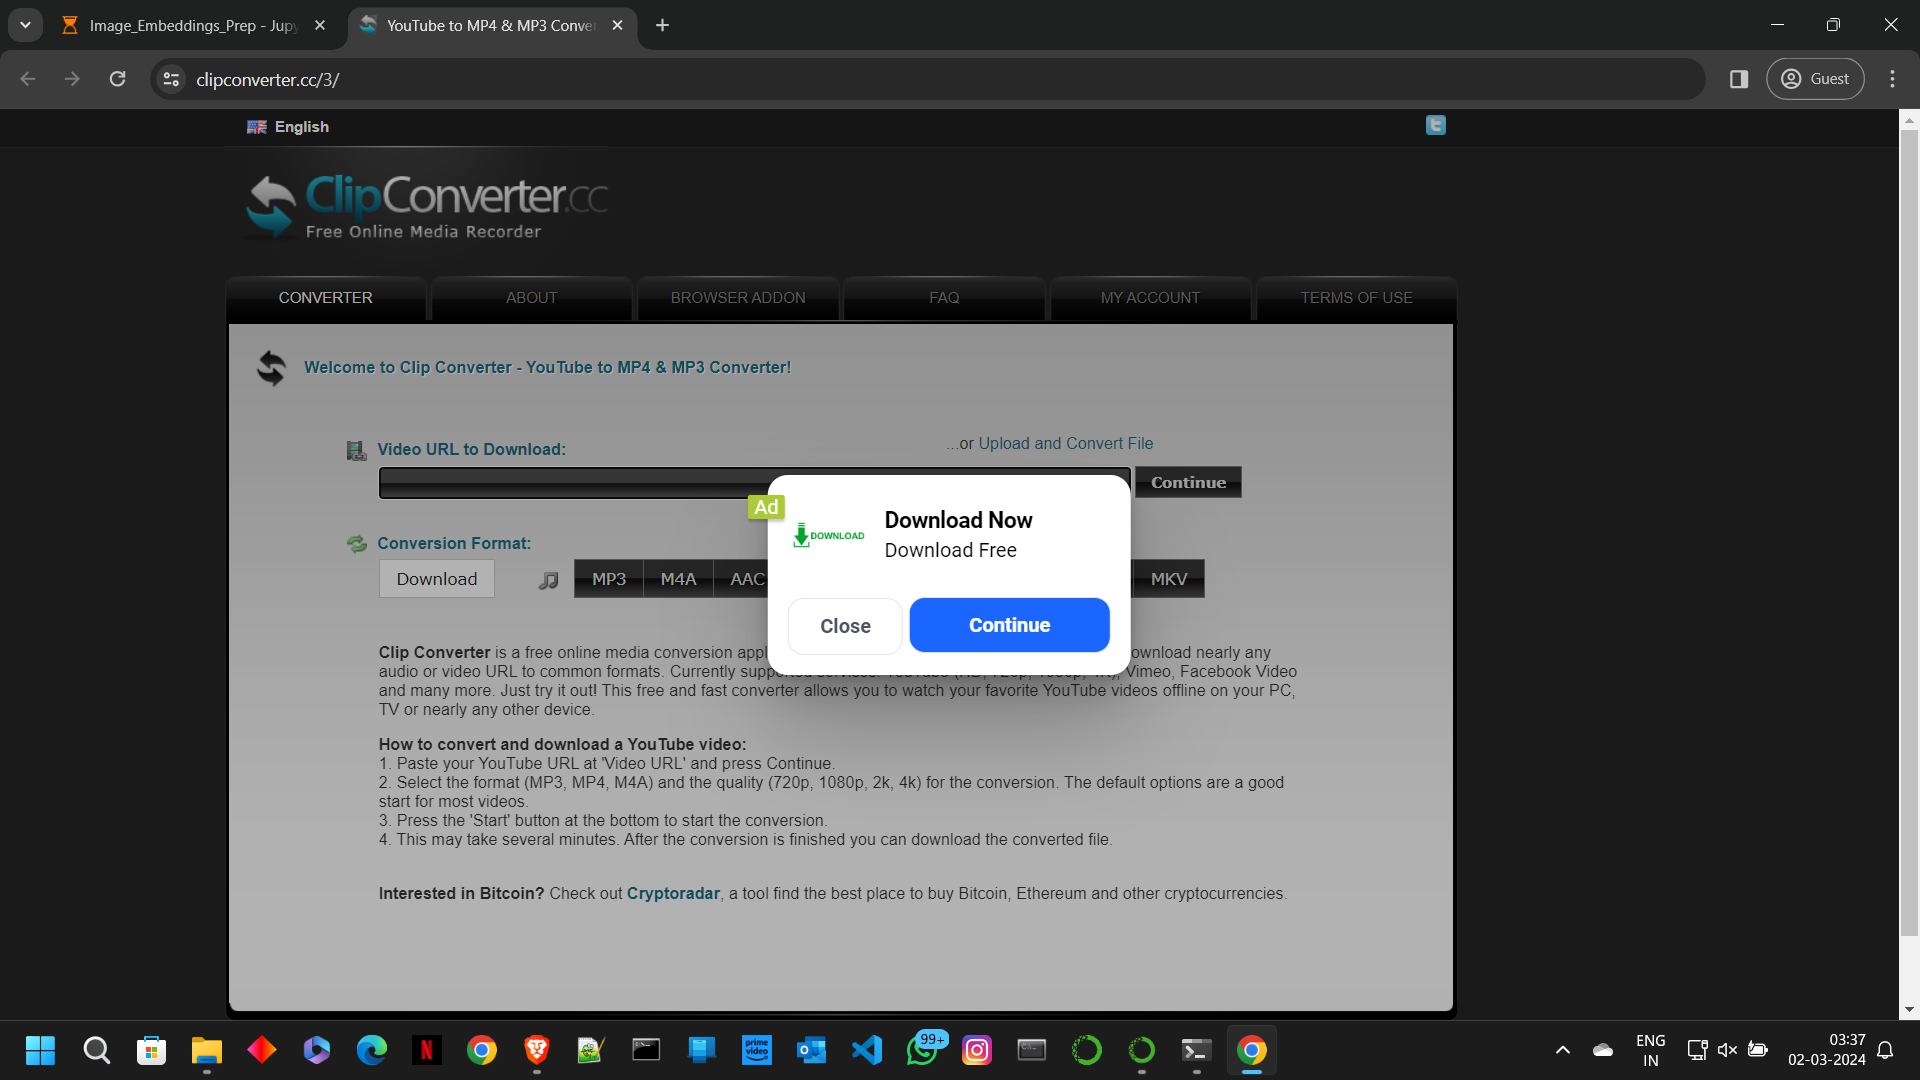 Image_Embeddings_Prep - Jupy
YouTube to MP4 & MP3 Conve
clipconverter.cc/3/
Guest
English
ClipConverter.cc
Free Online Media Recorder
CONVERTER
ABOUT
BROWSER ADDON
FAQ
MY ACCOUNT
TERMS OF USE
Welcome to Clip Converter - YouTube to MP4 & MP3 Converter!
Video URL to Download:
...or Upload and Convert File
Continue
Ad
DOWNLOAD
Download Now
Download Free
Close
Continue
Conversion Format:
Download
MP3
M4A
AAC
MKV
Clip Converter is a free online media conversion appl ownload nearly any
audio or video URL to common formats. Currently supported services: YouTube (HD, 720p, 1080p, 4K), Vimeo, Facebook Video
and many more. Just try it out! This free and fast converter allows you to watch your favorite YouTube videos offline on your PC,
TV or nearly any other device.
How to convert and download a YouTube video:
1. Paste your YouTube URL at 'Video URL' and press Continue.
2. Select the format (MP3, MP4, M4A) and the quality (720p, 1080p, 2k, 4k) for the conversion. The default options are a good
start for most videos.
3. Press the 'Start' button at the bottom to start the conversion.
4. This may take several minutes. After the conversion is finished you can download the converted file.
Interested in Bitcoin? Check out Cryptoradar, a tool find the best place to buy Bitcoin, Ethereum and other cryptocurrencies.
prime video
99+
ENG
IN
03:37
02-03-2024